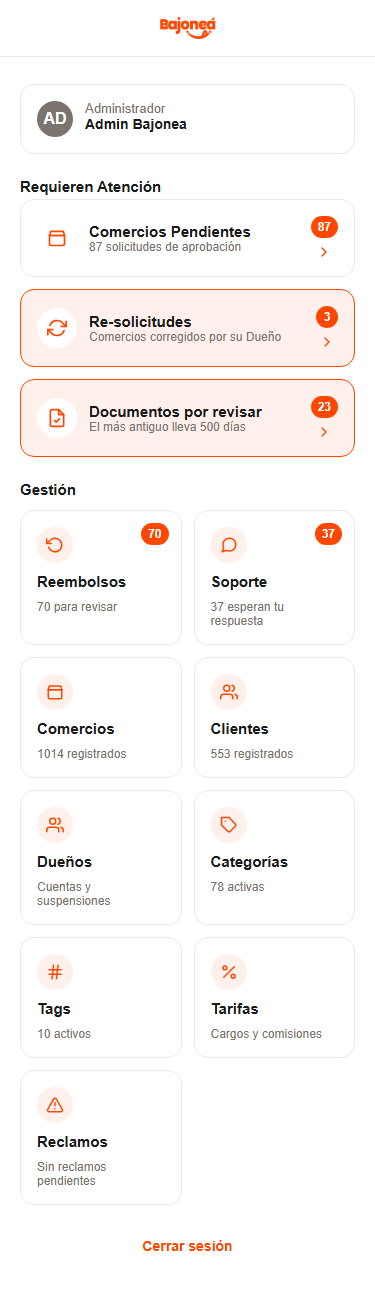 Bajoneá
AD
Administrador
Admin Bajonea
Requieren Atención
Comercios Pendientes
87 solicitudes de aprobación
87
Re-solicitudes
Comercios corregidos por su Dueño
3
Documentos por revisar
El más antiguo lleva 500 días
23
Gestión
70
Reembolsos
70 para revisar
37
Soporte
37 esperan tu
respuesta
Comercios
1014 registrados
Clientes
553 registrados
Dueños
Cuentas y
suspensiones
Categorías
78 activas
Tags
10 activos
Tarifas
Cargos y comisiones
Reclamos
Sin reclamos
pendientes
Cerrar sesión